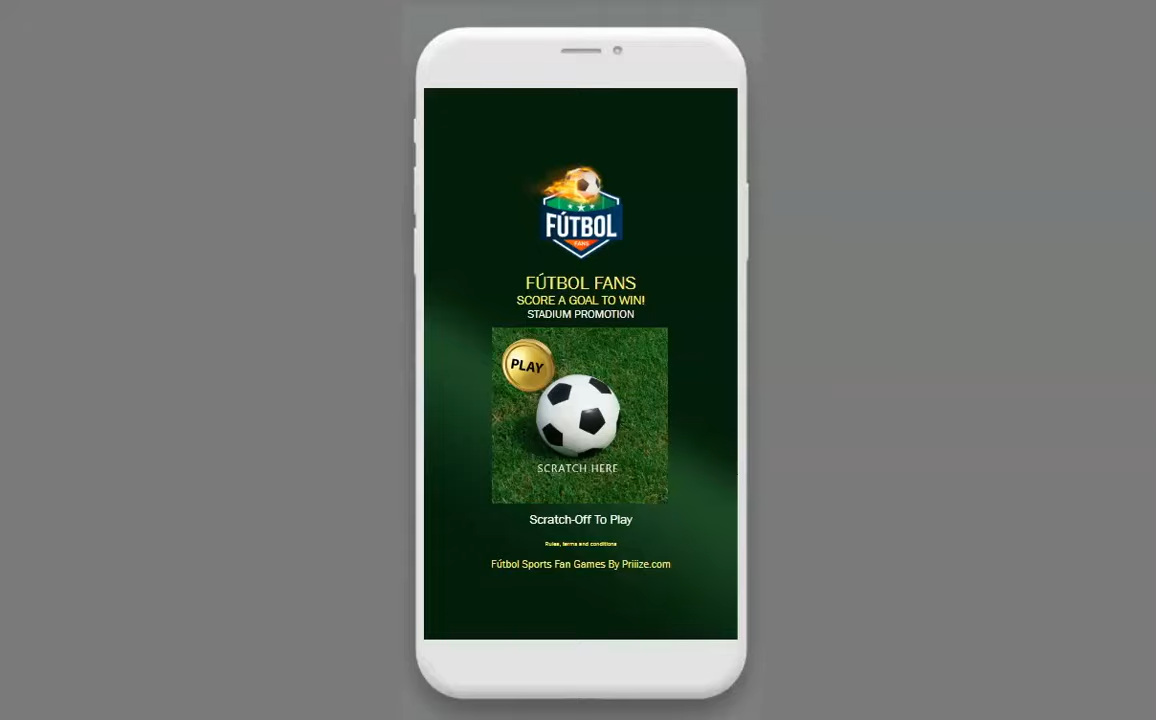 FÚTBOL
FANS
FÚTBOL FANS
SCORE A GOAL TO WIN!
STADIUM PROMOTION
PLAY
SCRATCH HERE
Scratch-Off To Play
Rules, terms and conditions
Fútbol Sports Fan Games By Priiize.com